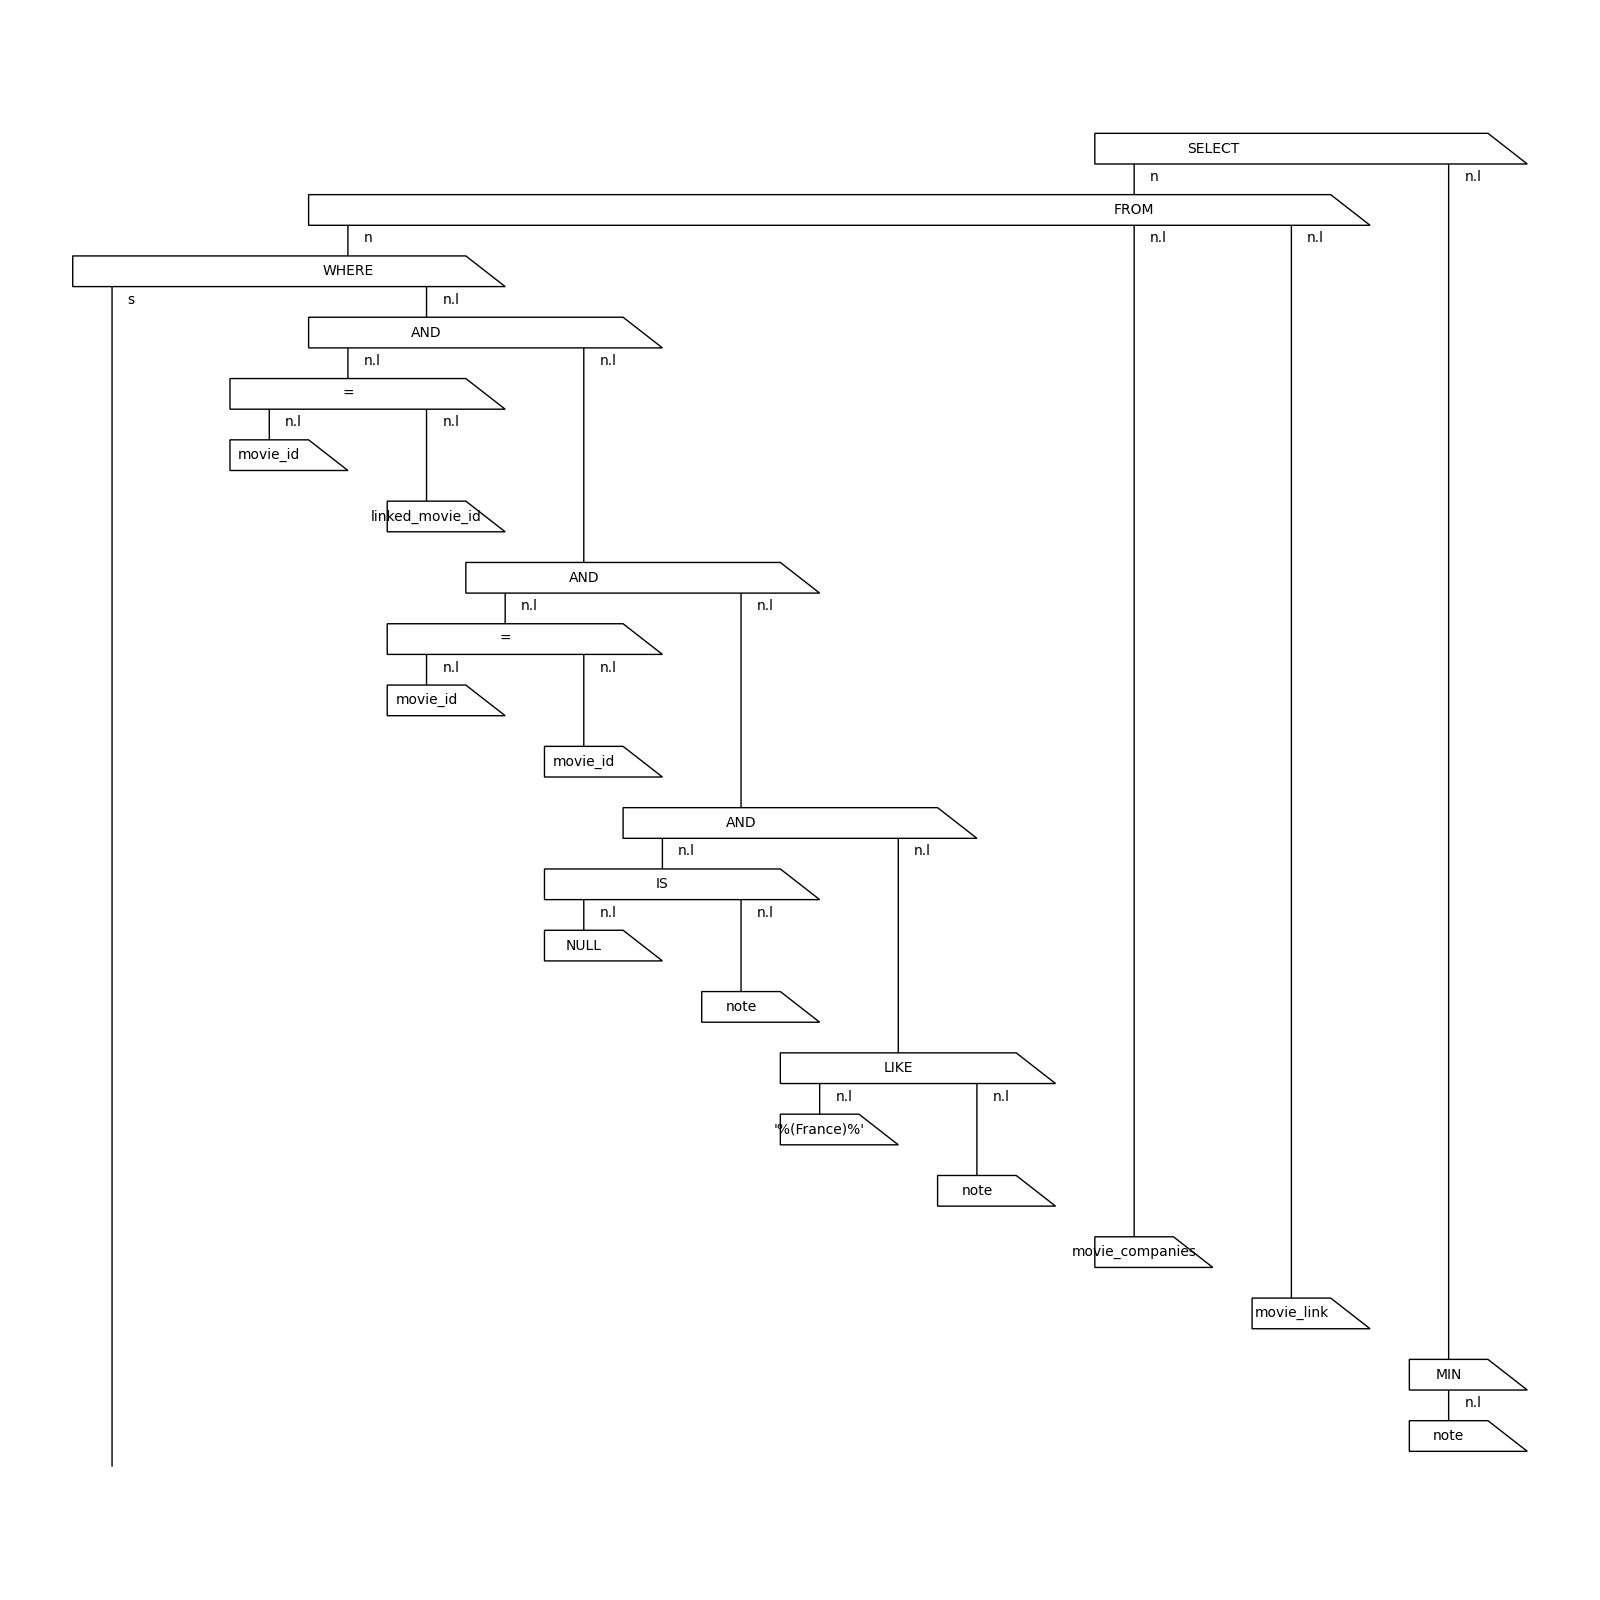 SELECT
n n.l
FROM
n n.l n.l
WHERE
s n.l
AND
n.l n.l
=
n.l n.l
movie_id
linked_movie_id
AND
n.l n.l
=
n.l n.l
movie_id
movie_id
AND
n.l n.l
IS
n.l n.l
NULL
note
LIKE
n.l n.l
'%(France)%'
note
movie_companies
movie_link
MIN
n.l
note